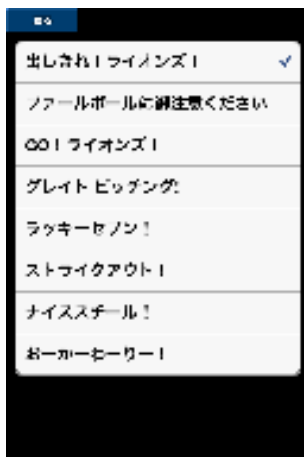 戻る
出しきれ！ライオンズ！
ファールボールに御注意ください
GO！ライオンズ！
グレイト ピッチング!
ラッキーセブン！
ストライクアウト！
ナイススチール！
おーかーわーりー！